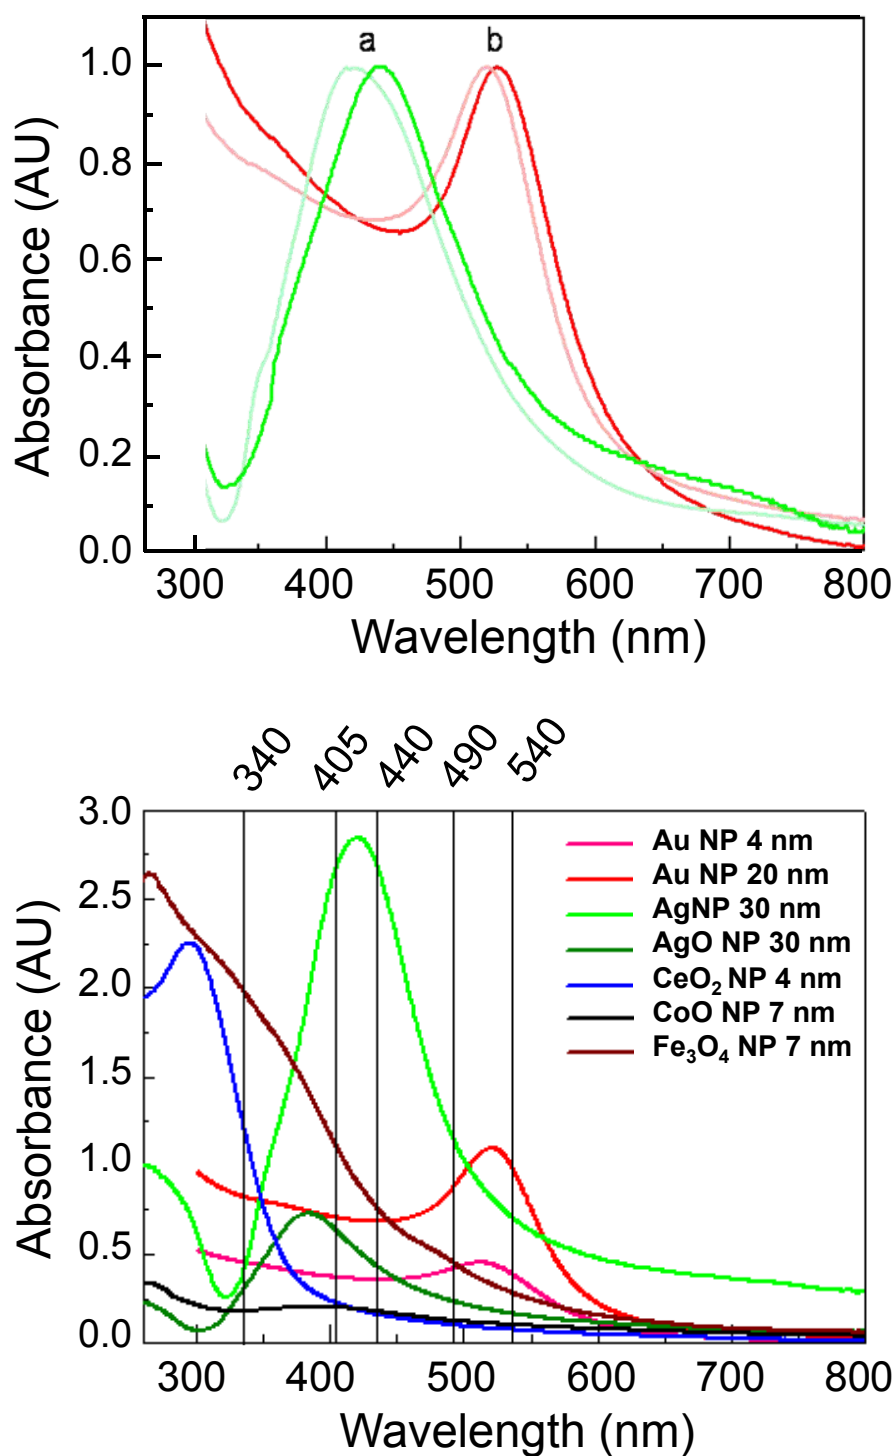 a b
Absorbance (AU)
1.0
0.8
0.6
0.4
0.2
0.0
300 400 500 600 700 800
Wavelength (nm)
340 405 440 490 540
Absorbance (AU)
3.0
2.5
2.0
1.5
1.0
0.5
0.0
Au NP 4 nm
Au NP 20 nm
AgNP 30 nm
AgO NP 30 nm
CeO₂ NP 4 nm
CoO NP 7 nm
Fe₃O₄ NP 7 nm
300 400 500 600 700 800
Wavelength (nm)